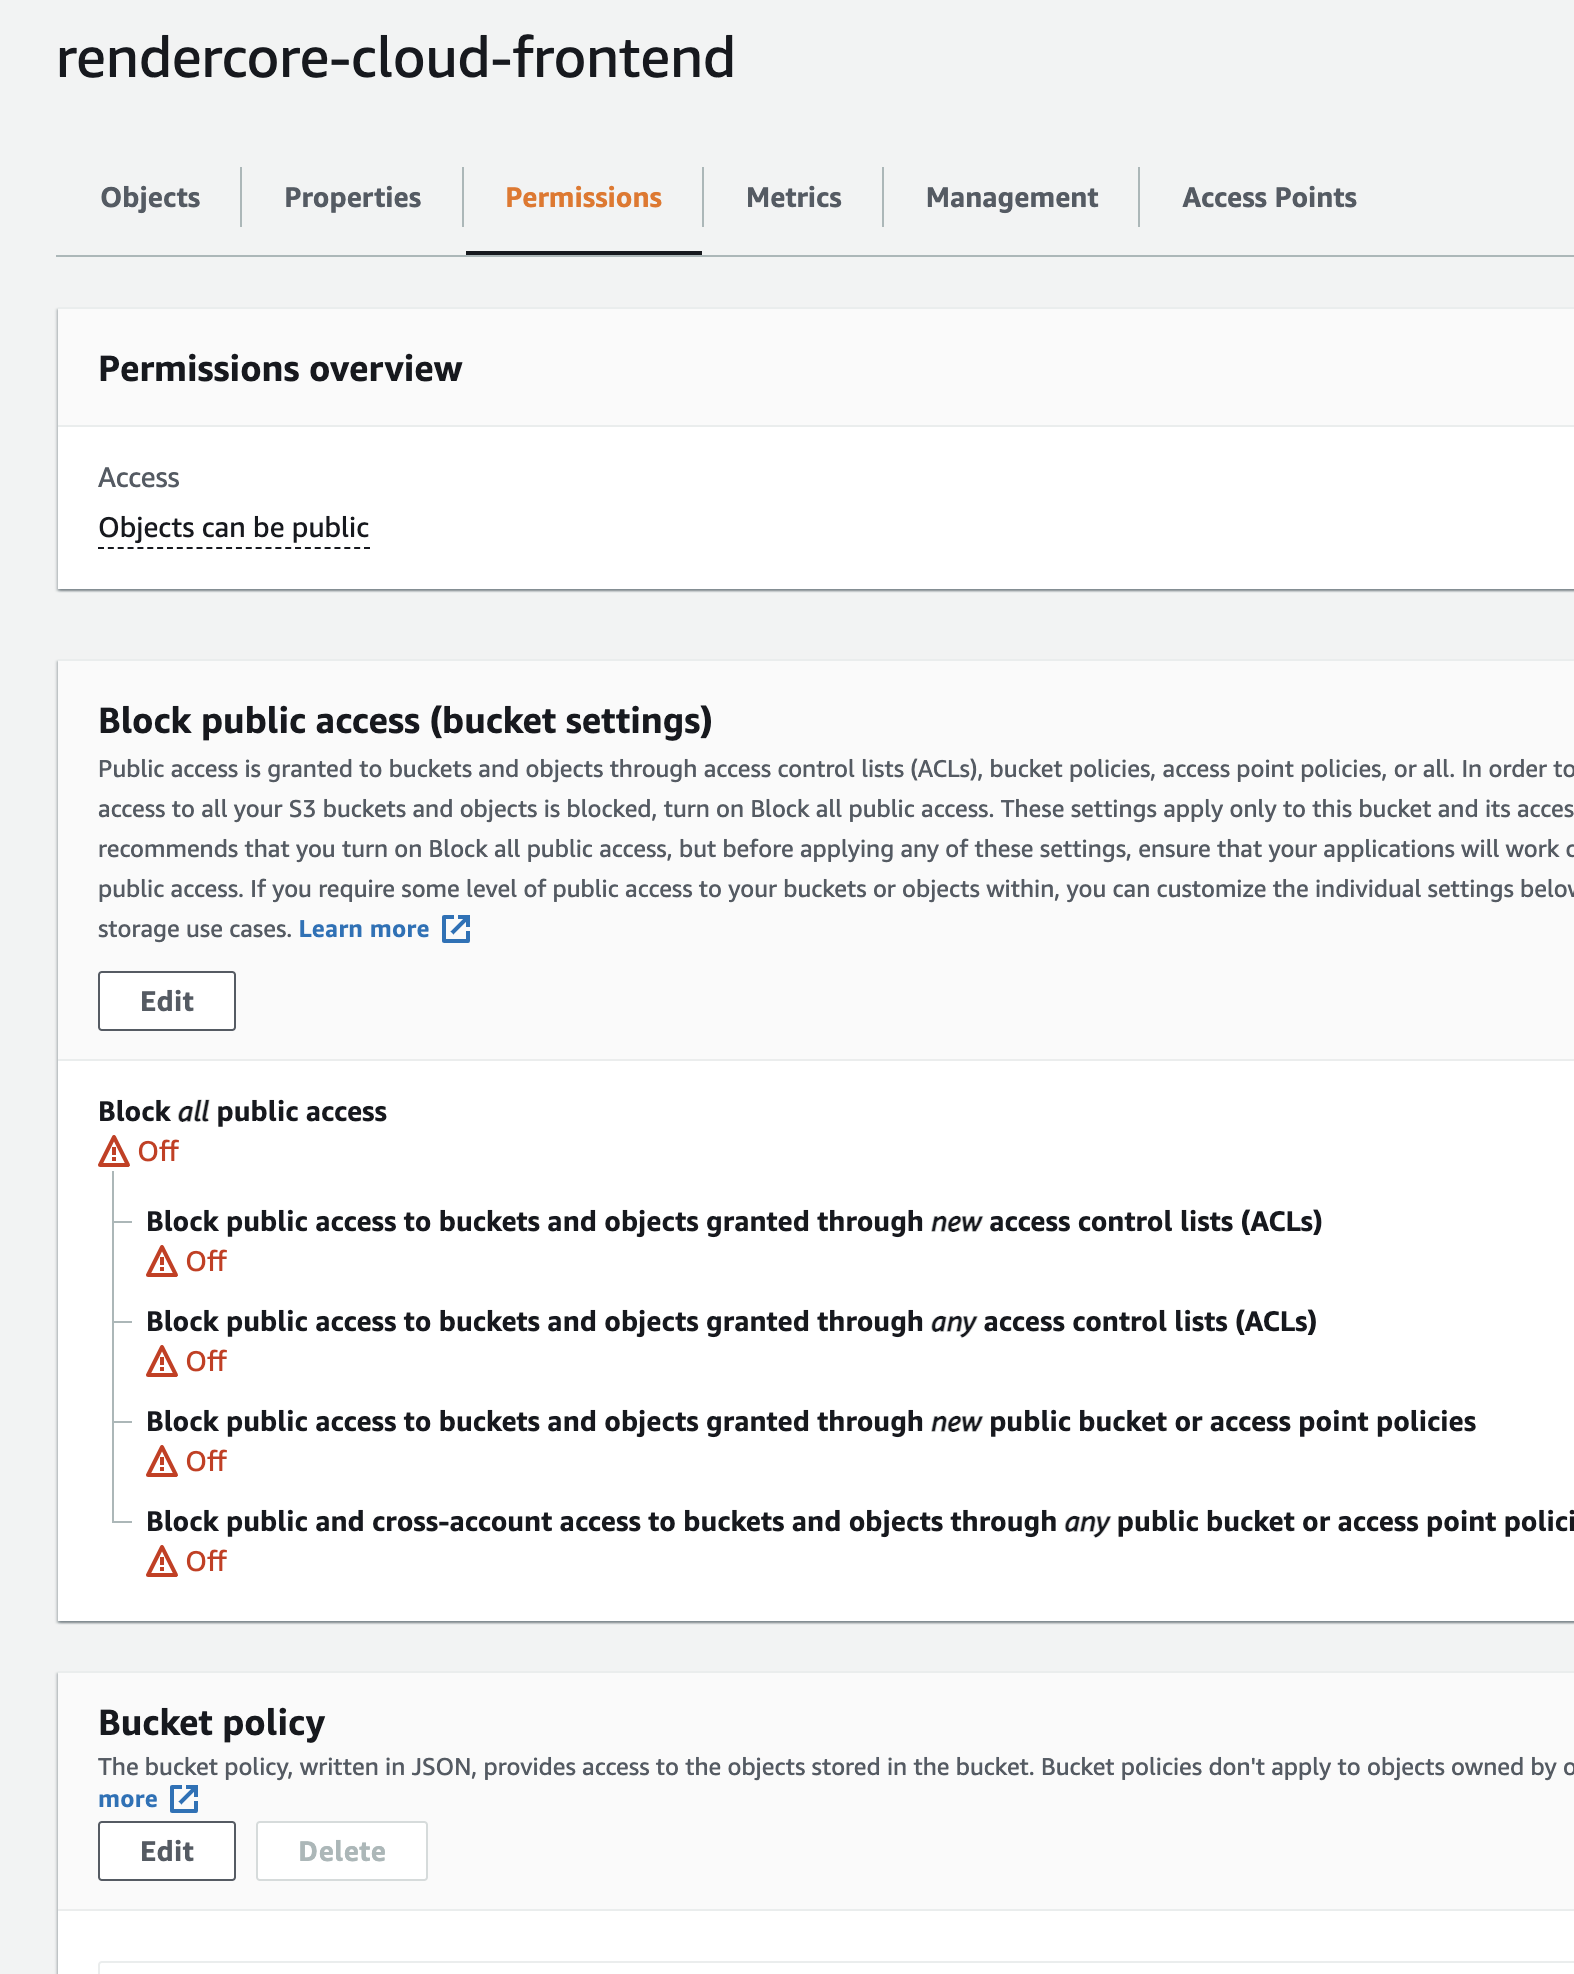 rendercore-cloud-frontend
Objects
Properties
Permissions
Metrics
Management
Access Points
Permissions overview
Access
Objects can be public
Block public access (bucket settings)
Public access is granted to buckets and objects through access control lists (ACLs), bucket policies, access point policies, or all. In order to
access to all your S3 buckets and objects is blocked, turn on Block all public access. These settings apply only to this bucket and its acces
recommends that you turn on Block all public access, but before applying any of these settings, ensure that your applications will work
public access. If you require some level of public access to your buckets or objects within, you can customize the individual settings belo
storage use cases. Learn more
Edit
Block all public access
Off
Block public access to buckets and objects granted through new access control lists (ACLs)
Off
Block public access to buckets and objects granted through any access control lists (ACLs)
Off
Block public access to buckets and objects granted through new public bucket or access point policies
Off
Block public and cross-account access to buckets and objects through any public bucket or access point polici
Off
Bucket policy
The bucket policy, written in JSON, provides access to the objects stored in the bucket. Bucket policies don't apply to objects owned by o
more
Edit
Delete